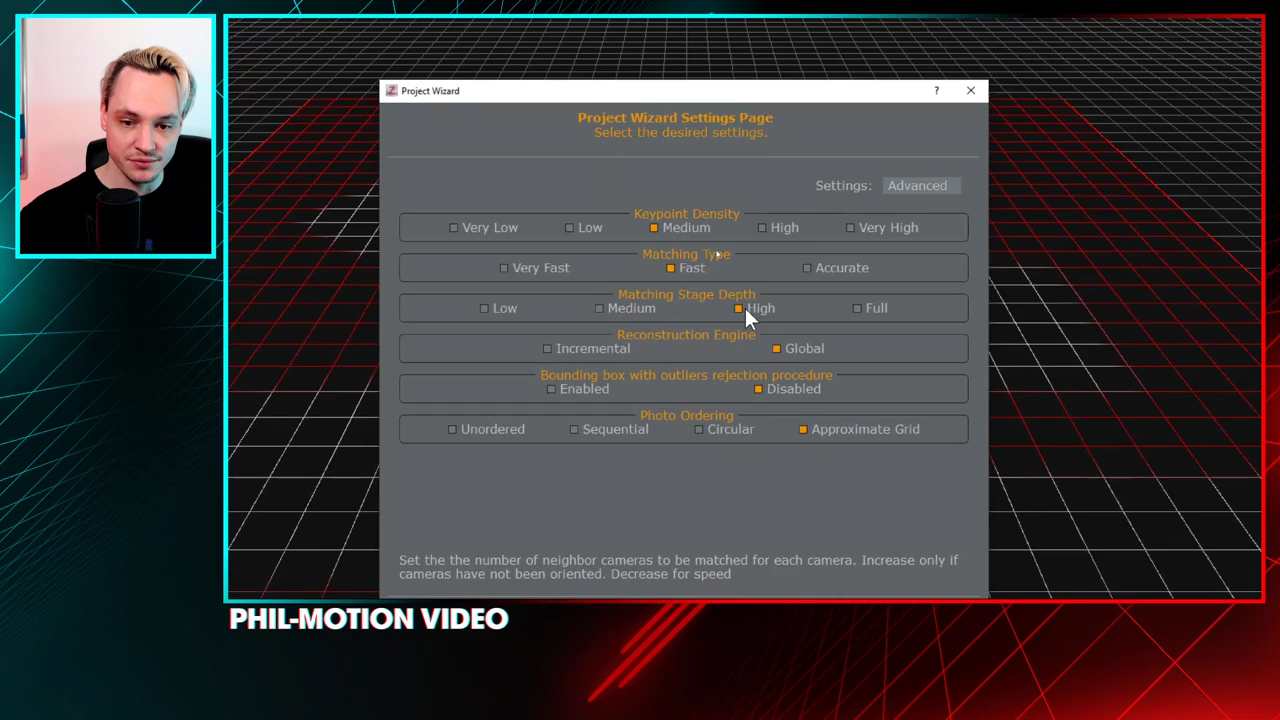 Project Wizard
?
Project Wizard Settings Page
Select the desired settings.
Settings: Advanced
Keypoint Density
Very Low Low Medium High Very High
Matching Type
Very Fast Fast Accurate
Matching Stage Depth
Low Medium High Full
Reconstruction Engine
Incremental Global
Bounding box with outliers rejection procedure
Enabled Disabled
Photo Ordering
Unordered Sequential Circular Approximate Grid
Set the the number of neighbor cameras to be matched for each camera. Increase only if
cameras have not been oriented. Decrease for speed
PHIL-MOTION VIDEO